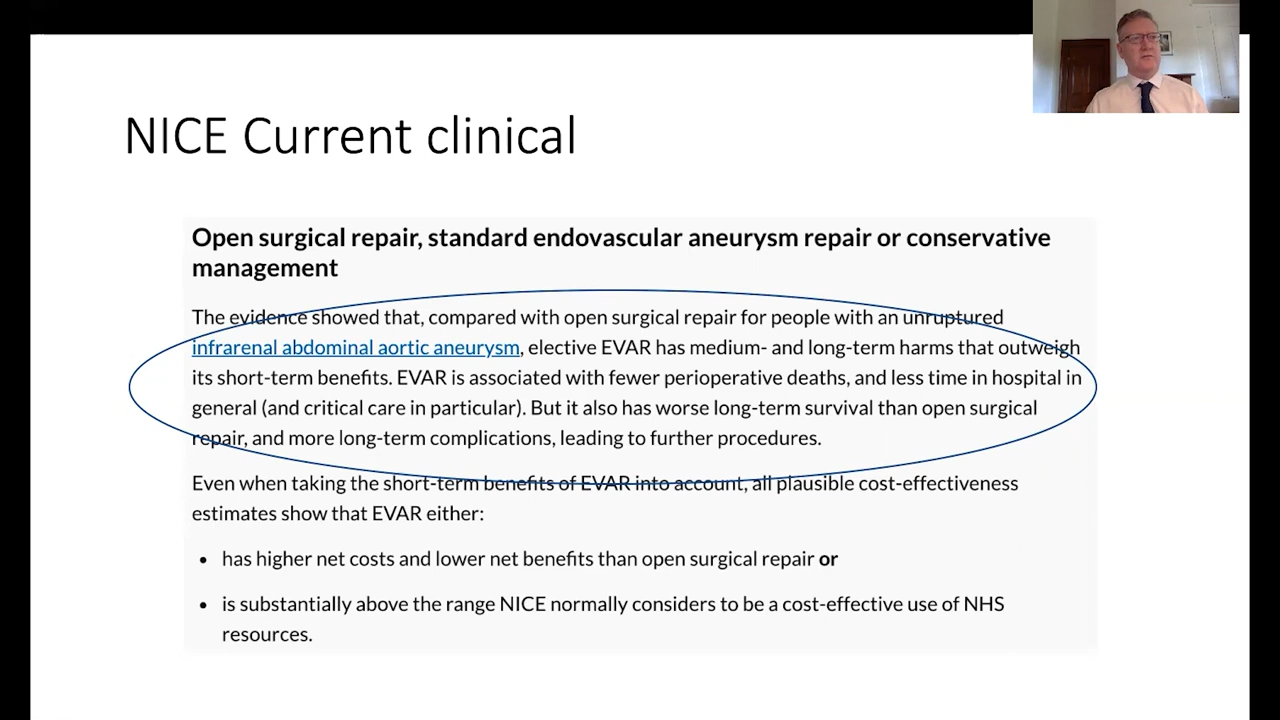 NICE Current clinical
Open surgical repair, standard endovascular aneurysm repair or conservative
management
The evidence showed that, compared with open surgical repair for people with an unruptured
infrarenal abdominal aortic aneurysm, elective EVAR has medium- and long-term harms that outweigh
its short-term benefits. EVAR is associated with fewer perioperative deaths, and less time in hospital in
general (and critical care in particular). But it also has worse long-term survival than open surgical
repair, and more long-term complications, leading to further procedures.
Even when taking the short-term benefits of EVAR into account, all plausible cost-effectiveness
estimates show that EVAR either:
• has higher net costs and lower net benefits than open surgical repair or
• is substantially above the range NICE normally considers to be a cost-effective use of NHS
resources.